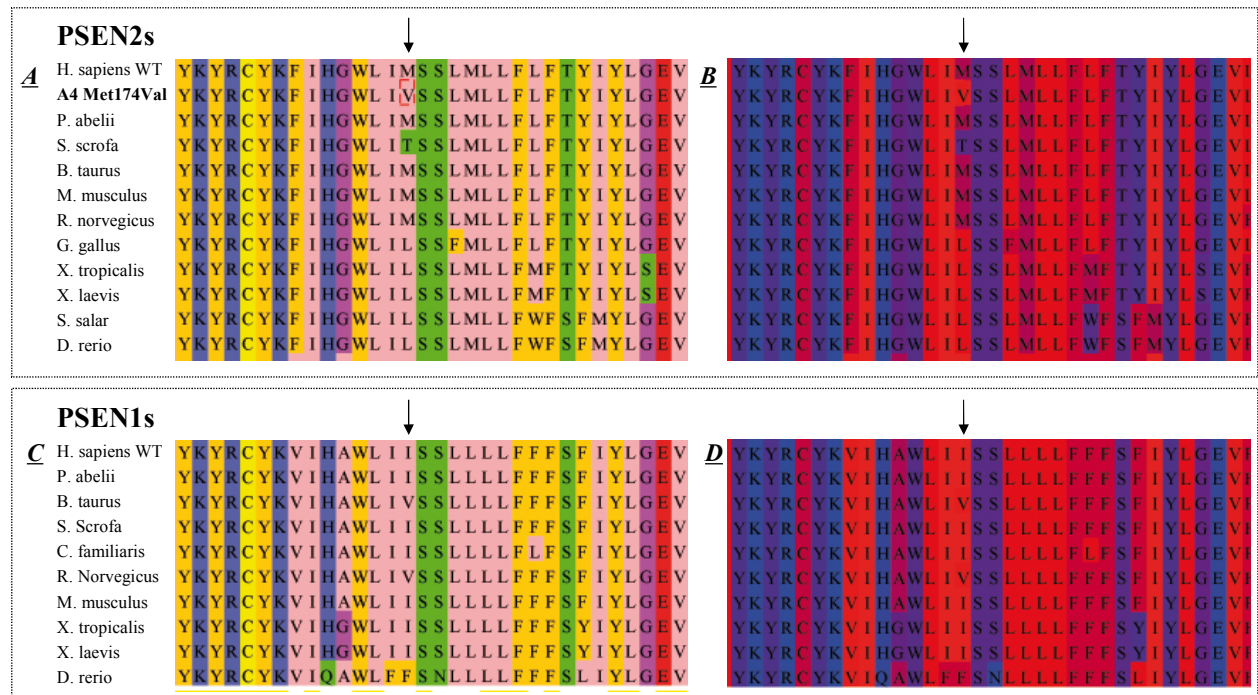 PSEN2s
A B
H. sapiens WT YKYRCYKFIHGWLIMSSLMLLFLFTYIYLGEV YKYRCYKFIHGWLIMSSLMLLFLFTYIYLGEV
A4 Met174Val YKYRCYKFIHGWLIVSSLMLLFLFTYIYLGEV YKYRCYKFIHGWLIVSSLMLLFLFTYIYLGEV
P. abelii YKYRCYKFIHGWLIMSSLMLLFLFTYIYLGEV YKYRCYKFIHGWLIMSSLMLLFLFTYIYLGEV
S. scrofa YKYRCYKFIHGWLITSSLMLLFLFTYIYLGEV YKYRCYKFIHGWLITSSLMLLFLFTYIYLGEV
B. taurus YKYRCYKFIHGWLIMSSLMLLFLFTYIYLGEV YKYRCYKFIHGWLIMSSLMLLFLFTYIYLGEV
M. musculus YKYRCYKFIHGWLIMSSLMLLFLFTYIYLGEV YKYRCYKFIHGWLIMSSLMLLFLFTYIYLGEV
R. norvegicus YKYRCYKFIHGWLIMSSLMLLFLFTYIYLGEV YKYRCYKFIHGWLIMSSLMLLFLFTYIYLGEV
G. gallus YKYRCYKFIHGWLILSSFMLLFLFTYIYLGEV YKYRCYKFIHGWLILSSFMLLFLFTYIYLGEV
X. tropicalis YKYRCYKFIHGWLILSSLMLLFMFTYIYLSEV YKYRCYKFIHGWLILSSLMLLFMFTYIYLSEV
X. laevis YKYRCYKFIHGWLILSSLMLLFMFTYIYLSEV YKYRCYKFIHGWLILSSLMLLFMFTYIYLSEV
S. salar YKYRCYKFIHGWLILSSLMLLFWFSFMYLGEV YKYRCYKFIHGWLILSSLMLLFWFSFMYLGEV
D. rerio YKYRCYKFIHGWLILSSLMLLFWFSFMYLGEV YKYRCYKFIHGWLILSSLMLLFWFSFMYLGEV
PSEN1s
C D
H. sapiens WT YKYRCYKVIHAWLIISSLLLLFFFSFIYLGEV YKYRCYKVIHAWLIISSLLLLFFFSFIYLGEV
P. abelii YKYRCYKVIHAWLIISSLLLLFFFSFIYLGEV YKYRCYKVIHAWLIISSLLLLFFFSFIYLGEV
B. taurus YKYRCYKVIHAWLIVSSLLLLFFFSFIYLGEV YKYRCYKVIHAWLIVSSLLLLFFFSFIYLGEV
S. Scrofa YKYRCYKVIHAWLIISSLLLLFFFSFIYLGEV YKYRCYKVIHAWLIISSLLLLFFFSFIYLGEV
C. familiaris YKYRCYKVIHAWLIISSLLLLFLFSFIYLGEV YKYRCYKVIHAWLIISSLLLLFLFSFIYLGEV
R. Norvegicus YKYRCYKVIHAWLIVSSLLLLFFFSFIYLGEV YKYRCYKVIHAWLIVSSLLLLFFFSFIYLGEV
M. musculus YKYRCYKVIHAWLIISSLLLLFFFSFIYLGEV YKYRCYKVIHAWLIISSLLLLFFFSFIYLGEV
X. tropicalis YKYRCYKVIHGWLIISSLLLLFFFSYIYLGEV YKYRCYKVIHGWLIISSLLLLFFFSYIYLGEV
X. laevis YKYRCYKVIHGWLIISSLLLLFFFSYIYLGEV YKYRCYKVIHGWLIISSLLLLFFFSYIYLGEV
D. rerio YKYRCYKVIQAWLFFSNLLLLFFFSLIYLGEV YKYRCYKVIQAWLFFSNLLLLFFFSLIYLGEV